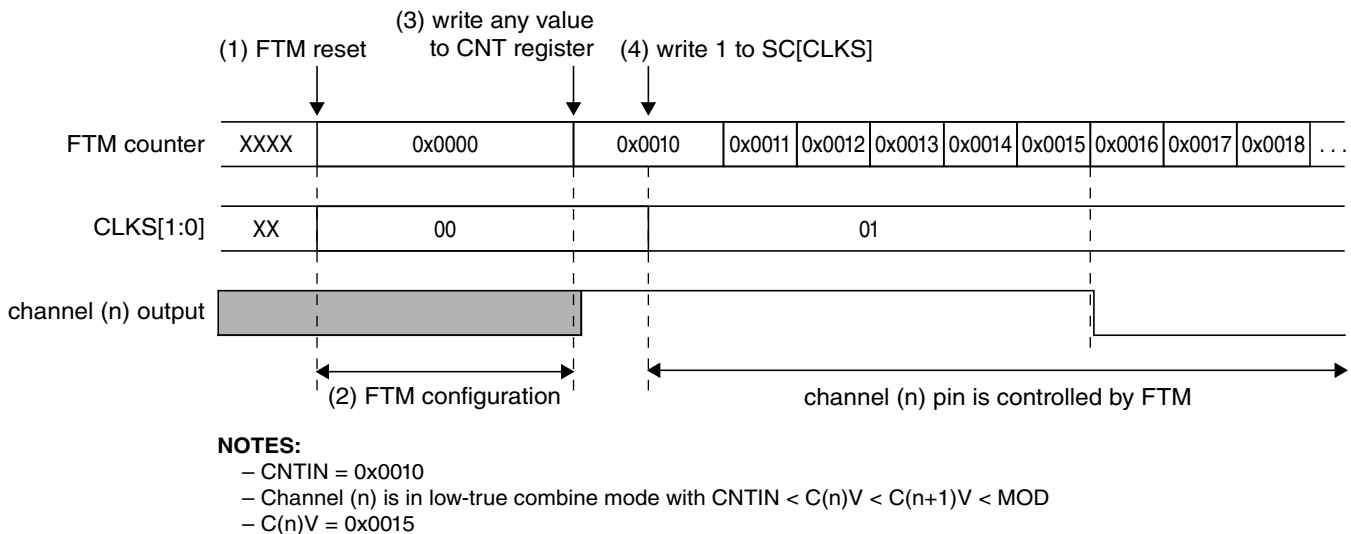 (3) write any value
(1) FTM reset to CNT register (4) write 1 to SC[CLKS]
FTM counter XXXX 0x0000 0x0010 0x0011 0x0012 0x0013 0x0014 0x0015 0x0016 0x0017 0x0018 . . .
CLKS[1:0] XX 00 01
channel (n) output
(2) FTM configuration channel (n) pin is controlled by FTM
NOTES:
– CNTIN = 0x0010
– Channel (n) is in low-true combine mode with CNTIN < C(n)V < C(n+1)V < MOD
– C(n)V = 0x0015